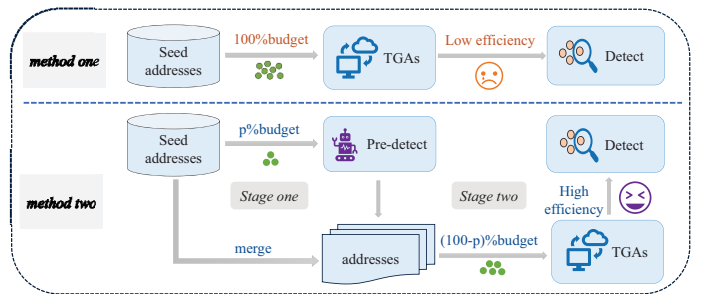 method one
Seed
addresses
100%budget
TGAs
Low efficiency
Detect
method two
Seed
addresses
p%budget
Pre-detect
Detect
Stage one
Stage two
High
efficiency
merge
addresses
(100-p)%budget
TGAs